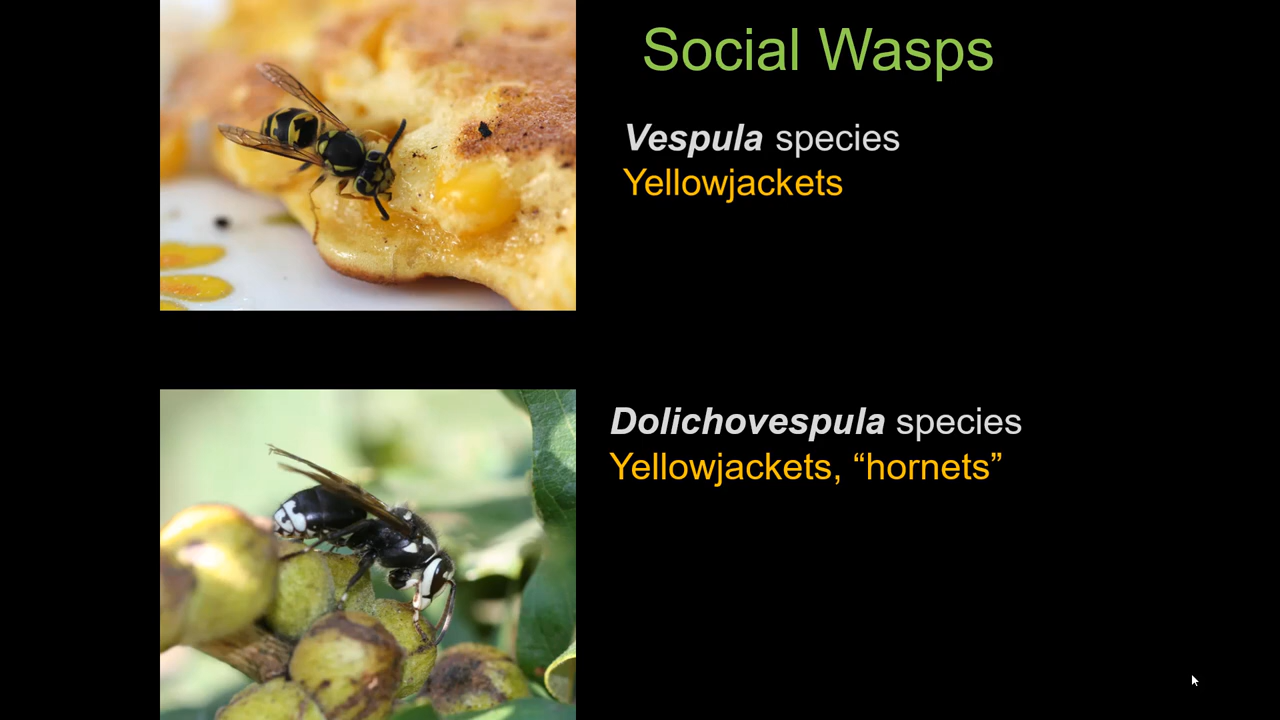 Social Wasps
Vespula species
Yellowjackets
Dolichovespula species
Yellowjackets, “hornets”